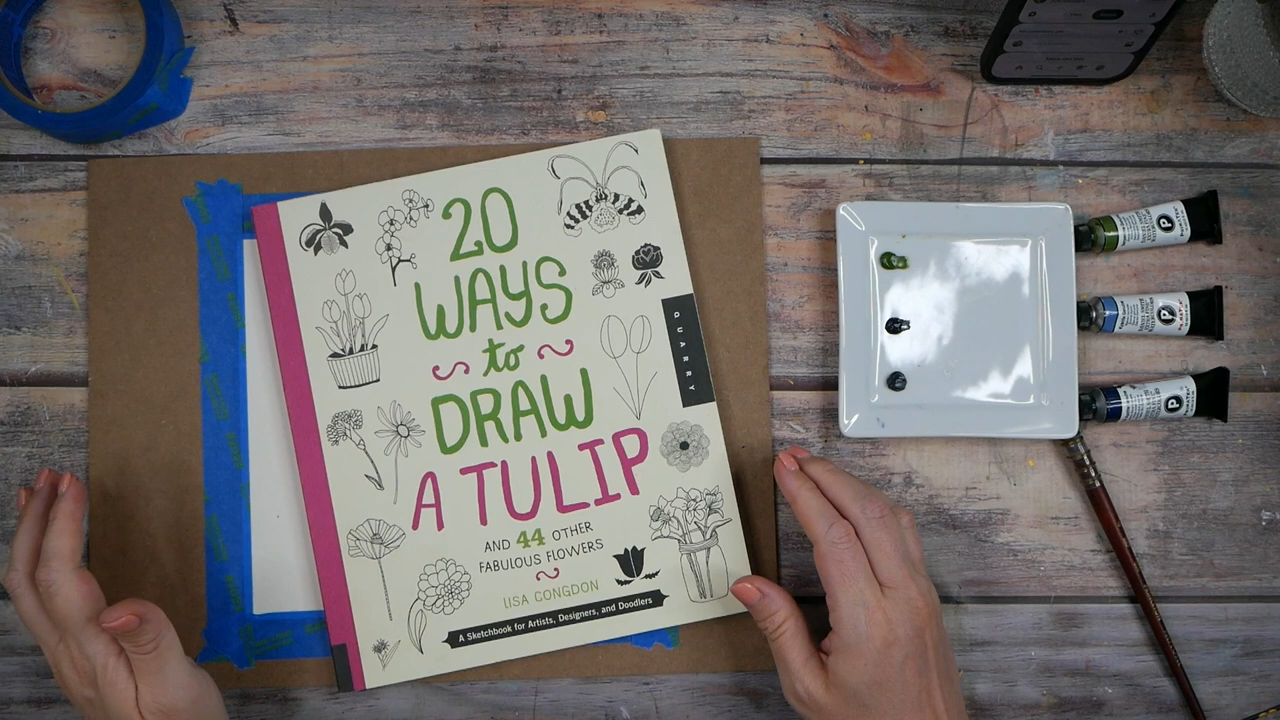 20
WAYS
to
DRAW
A TULIP
AND 44 OTHER
FABULOUS FLOWERS
LISA CONGDON
A Sketchbook for Artists, Designers, and Doodlers
QUARRY
P
P
P